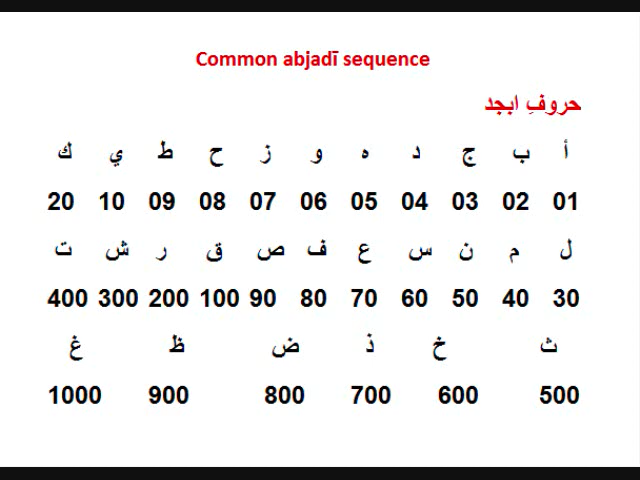 Common abjadī sequence
حروفِ ابجد
أ ب ج د ه و ز ح ط ي ك
01 02 03 04 05 06 07 08 09 10 20
ل م ن س ع ف ص ق ر ش ت
30 40 50 60 70 80 90 100 200 300 400
ث خ ذ ض ظ غ
500 600 700 800 900 1000